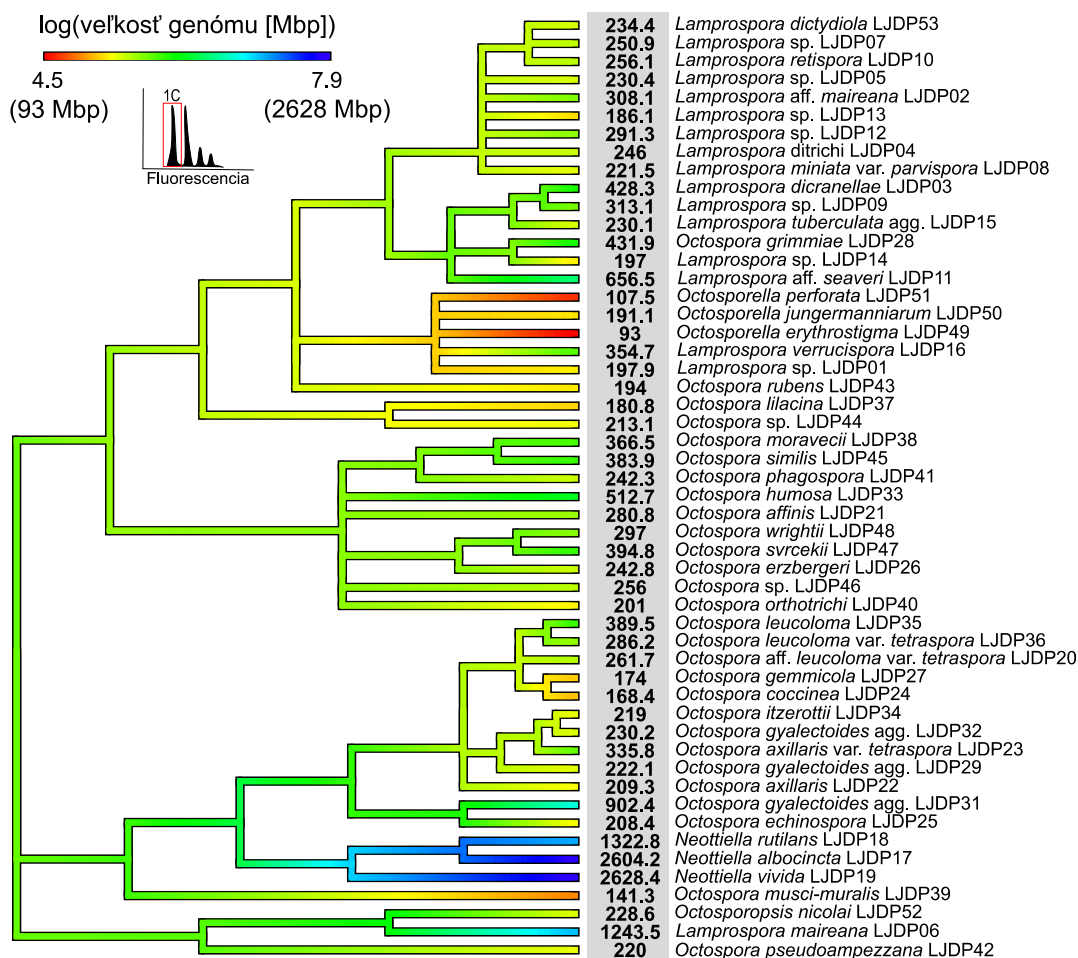 log(veľkosť genómu [Mbp])
4.5 7.9
(93 Mbp) (2628 Mbp)
1C
Fluorescencia
234.4 Lamprospora dictydiola LJDP53
250.9 Lamprospora sp. LJDP07
256.1 Lamprospora retispora LJDP10
230.4 Lamprospora sp. LJDP05
308.1 Lamprospora aff. maireana LJDP02
186.1 Lamprospora sp. LJDP13
291.3 Lamprospora sp. LJDP12
246 Lamprospora ditrichi LJDP04
221.5 Lamprospora miniata var. parvispora LJDP08
428.3 Lamprospora dicranellae LJDP03
313.1 Lamprospora sp. LJDP09
230.1 Lamprospora tuberculata agg. LJDP15
431.9 Octospora grimmiae LJDP28
197 Lamprospora sp. LJDP14
656.5 Lamprospora aff. seaveri LJDP11
107.5 Octosporella perforata LJDP51
191.1 Octosporella jungermanniarum LJDP50
93 Octosporella erythrostigma LJDP49
354.7 Lamprospora verrucispora LJDP16
197.9 Lamprospora sp. LJDP01
194 Octospora rubens LJDP43
180.8 Octospora lilacina LJDP37
213.1 Octospora sp. LJDP44
366.5 Octospora moravecii LJDP38
383.9 Octospora similis LJDP45
242.3 Octospora phagospora LJDP41
512.7 Octospora humosa LJDP33
280.8 Octospora affinis LJDP21
297 Octospora wrightii LJDP48
394.8 Octospora svrcekii LJDP47
242.8 Octospora erzbergeri LJDP26
256 Octospora sp. LJDP46
201 Octospora orthotrichi LJDP40
389.5 Octospora leucoloma LJDP35
286.2 Octospora leucoloma var. tetraspora LJDP36
261.7 Octospora aff. leucoloma var. tetraspora LJDP20
174 Octospora gemmicola LJDP27
168.4 Octospora coccinea LJDP24
219 Octospora itzerottii LJDP34
230.2 Octospora gyalectoides agg. LJDP32
335.8 Octospora axillaris var. tetraspora LJDP23
222.1 Octospora gyalectoides agg. LJDP29
209.3 Octospora axillaris LJDP22
902.4 Octospora gyalectoides agg. LJDP31
208.4 Octospora echinospora LJDP25
1322.8 Neottiella rutilans LJDP18
2604.2 Neottiella albocincta LJDP17
2628.4 Neottiella vivida LJDP19
141.3 Octospora musci-muralis LJDP39
228.6 Octosporopsis nicolai LJDP52
1243.5 Lamprospora maireana LJDP06
220 Octospora pseudoampezzana LJDP42